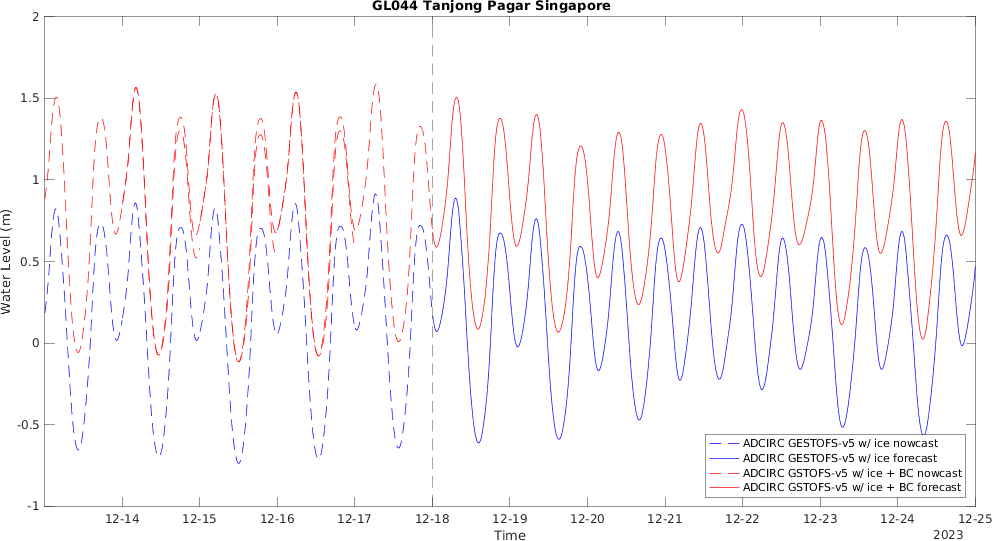 GL044 Tanjong Pagar Singapore
Water Level (m)
2
1.5
1
0.5
0
-0.5
-1
12-14 12-15 12-16 12-17 12-18 12-19 12-20 12-21 12-22 12-23 12-24 12-25
Time
2023
ADCIRC GESTOFS-v5 w/ ice nowcast
ADCIRC GESTOFS-v5 w/ ice forecast
ADCIRC GSTOFS-v5 w/ ice + BC nowcast
ADCIRC GSTOFS-v5 w/ ice + BC forecast